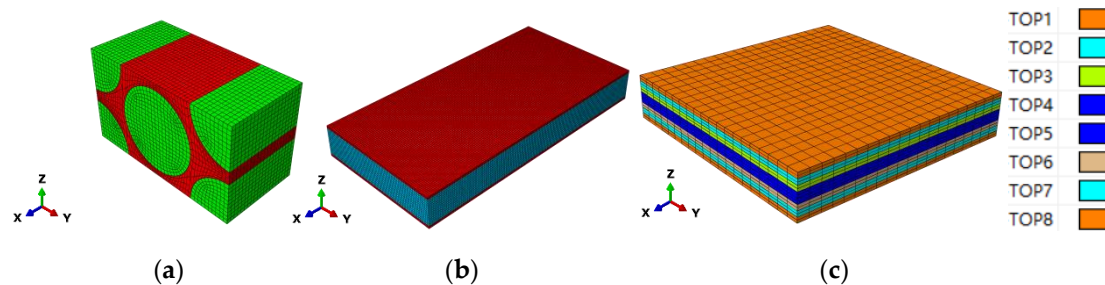 TOP1
TOP2
TOP3
TOP4
TOP5
TOP6
TOP7
TOP8
Z
X
Y
Z
X
Y
Z
X
Y
(a)
(b)
(c)